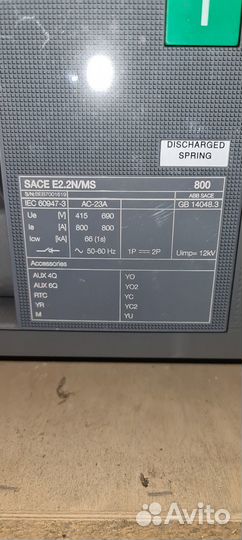 I
DISCHARGED
SPRING
SACE E2.2N/MS 800
S/N: ABB SACE
IEC 60947-3 AC-23A GB 14048.3
Ue [V] 415 690
Ie [A] 800 800
Icw [kA] 66 (1s)
~ 50-60 Hz 1P = 2P Uimp= 12kV
Accessories
AUX 4Q YO
AUX 6Q YO2
RTC YC
YR YC2
M YU
Avito